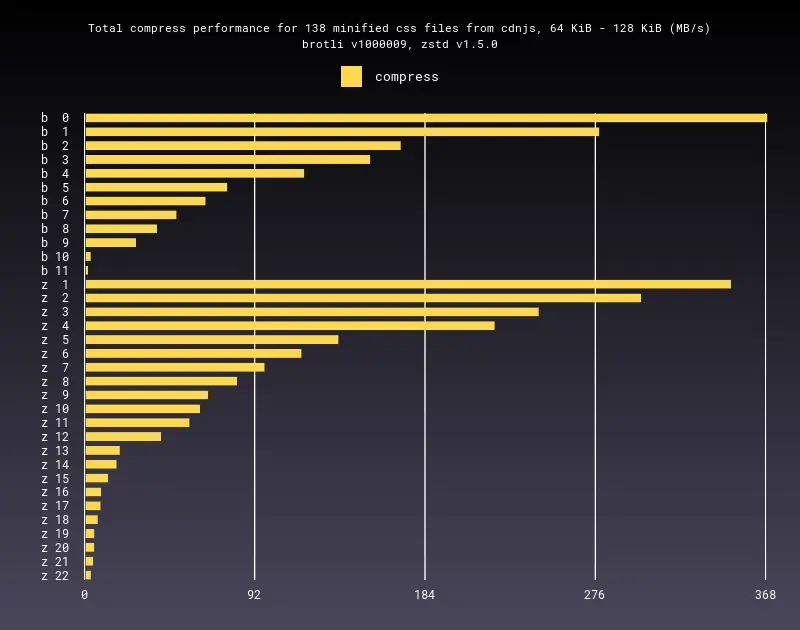 Total compress performance for 138 minified css files from cdnjs, 64 KiB - 128 KiB (MB/s)
brotli v1000009, zstd v1.5.0
compress
b 0
b 1
b 2
b 3
b 4
b 5
b 6
b 7
b 8
b 9
b 10
b 11
z 1
z 2
z 3
z 4
z 5
z 6
z 7
z 8
z 9
z 10
z 11
z 12
z 13
z 14
z 15
z 16
z 17
z 18
z 19
z 20
z 21
z 22
0 92 184 276 368